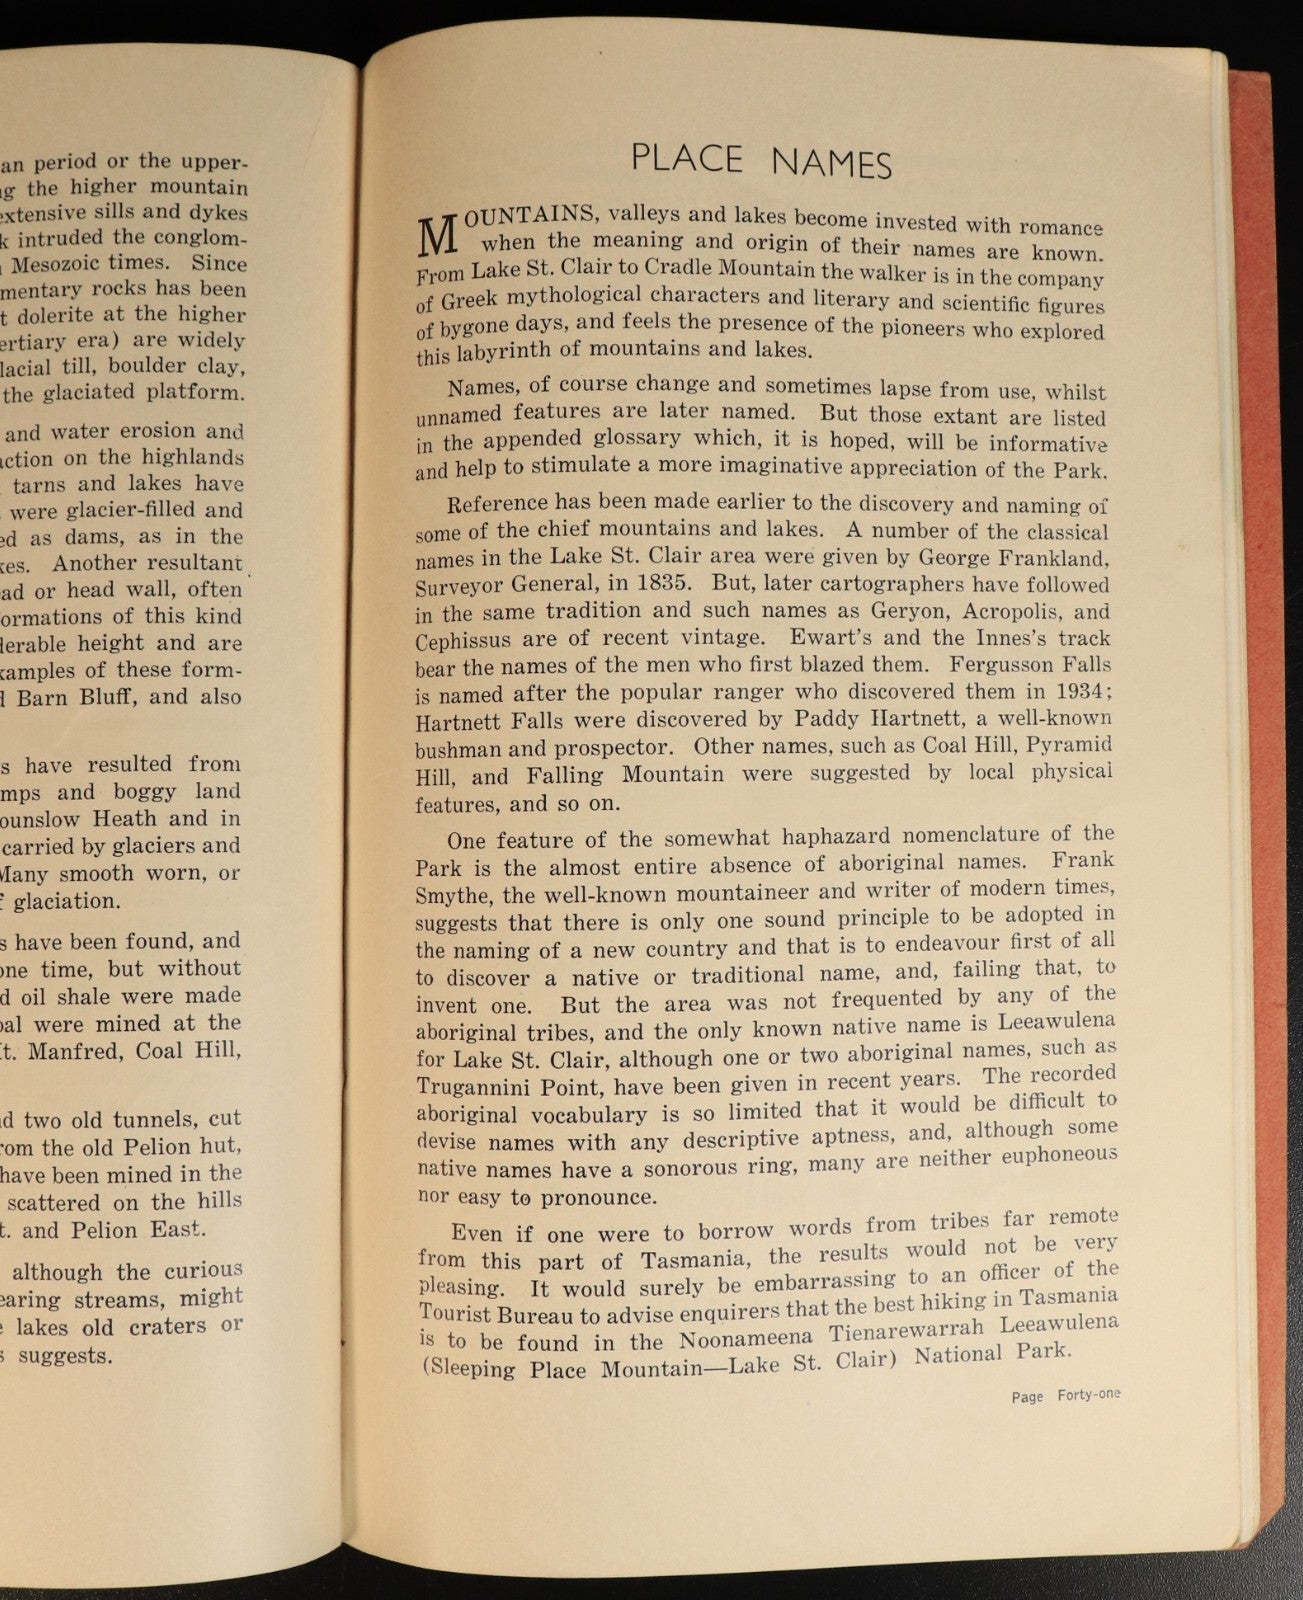 an period or the upper-
the higher mountain
extensive sills and dykes
intruded the conglom-
Mesozoic times. Since
mentary rocks has been
dolerite at the higher
ertiary era) are widely
lacial till, boulder clay,
the glaciated platform.
and water erosion and
action on the highlands
tarns and lakes have
were glacier-filled and
ed as dams, as in the
kes. Another resultant
ad or head wall, often
formations of this kind
derable height and are
xamples of these form-
Barn Bluff, and also
s have resulted from
mps and boggy land
ounslow Heath and in
carried by glaciers and
Many smooth worn, or
f glaciation.
s have been found, and
one time, but without
d oil shale were made
oal were mined at the
t. Manfred, Coal Hill,
d two old tunnels, cut
rom the old Pelion hut,
have been mined in the
scattered on the hills
t. and Pelion East.
although the curious
earing streams, might
lakes old craters or
s suggests.
PLACE NAMES
MOUNTAINS, valleys and lakes become invested with romance
when the meaning and origin of their names are known.
From Lake St. Clair to Cradle Mountain the walker is in the company
of Greek mythological characters and literary and scientific figures
of bygone days, and feels the presence of the pioneers who explored
this labyrinth of mountains and lakes.
Names, of course change and sometimes lapse from use, whilst
unnamed features are later named. But those extant are listed
in the appended glossary which, it is hoped, will be informative
and help to stimulate a more imaginative appreciation of the Park.
Reference has been made earlier to the discovery and naming of
some of the chief mountains and lakes. A number of the classical
names in the Lake St. Clair area were given by George Frankland,
Surveyor General, in 1835. But, later cartographers have followed
in the same tradition and such names as Geryon, Acropolis, and
Cephissus are of recent vintage. Ewart's and the Innes's track
bear the names of the men who first blazed them. Fergusson Falls
is named after the popular ranger who discovered them in 1934;
Hartnett Falls were discovered by Paddy Hartnett, a well-known
bushman and prospector. Other names, such as Coal Hill, Pyramid
Hill, and Falling Mountain were suggested by local physical
features, and so on.
One feature of the somewhat haphazard nomenclature of the
Park is the almost entire absence of aboriginal names. Frank
Smythe, the well-known mountaineer and writer of modern times,
suggests that there is only one sound principle to be adopted in
the naming of a new country and that is to endeavour first of all
to discover a native or traditional name, and, failing that, to
invent one. But the area was not frequented by any of the
aboriginal tribes, and the only known native name is Leeawulena
for Lake St. Clair, although one or two aboriginal names, such as
Trugannini Point, have been given in recent years. The recorded
aboriginal vocabulary is so limited that it would be difficult to
devise names with any descriptive aptness, and, although some
native names have a sonorous ring, many are neither euphoneous
nor easy to pronounce.
Even if one were to borrow words from tribes far remote
from this part of Tasmania, the results would not be very
pleasing. It would surely be embarrassing to an officer of the
Tourist Bureau to advise enquirers that the best hiking in Tasmania
is to be found in the Noonameena Tienarewarrah Leeawulena
(Sleeping Place Mountain—Lake St. Clair) National Park.
Page Forty-one